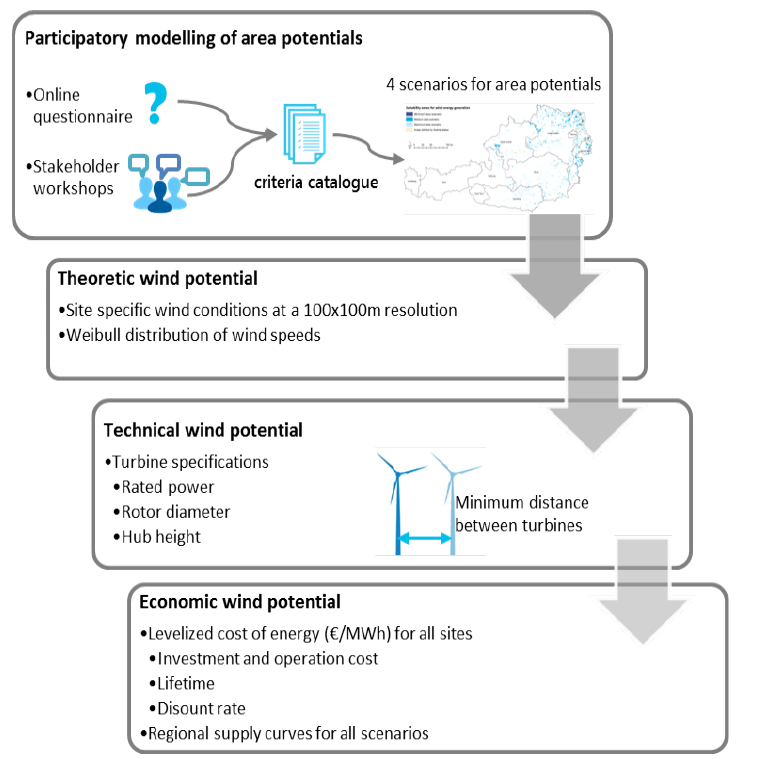 Participatory modelling of area potentials
•Online
questionnaire
•Stakeholder
workshops
criteria catalogue
4 scenarios for area potentials
Theoretic wind potential
•Site specific wind conditions at a 100x100m resolution
•Weibull distribution of wind speeds
Technical wind potential
•Turbine specifications
•Rated power
•Rotor diameter
•Hub height
Minimum distance
between turbines
Economic wind potential
•Levelized cost of energy (€/MWh) for all sites
•Investment and operation cost
•Lifetime
•Disount rate
•Regional supply curves for all scenarios